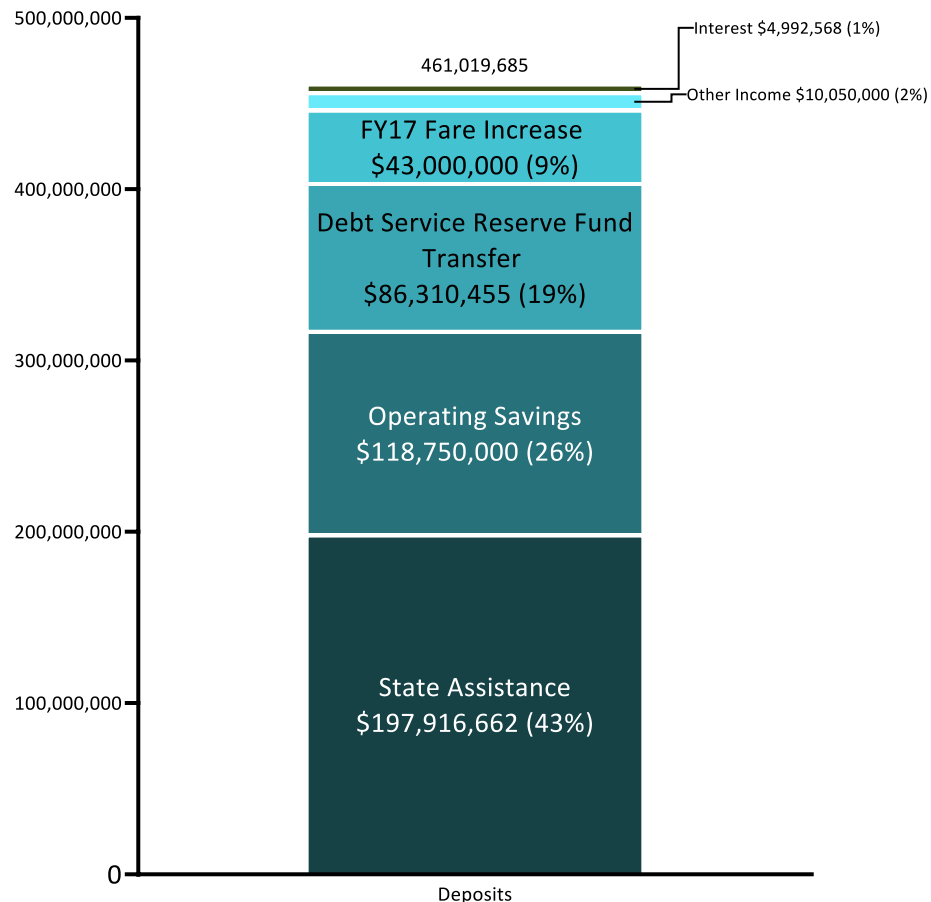 500,000,000
Interest $4,992,568 (1%)
461,019,685
Other Income $10,050,000 (2%)
FY17 Fare Increase
$43,000,000 (9%)
400,000,000
Debt Service Reserve Fund
Transfer
$86,310,455 (19%)
300,000,000
Operating Savings
$118,750,000 (26%)
200,000,000
State Assistance
$197,916,662 (43%)
100,000,000
0
Deposits